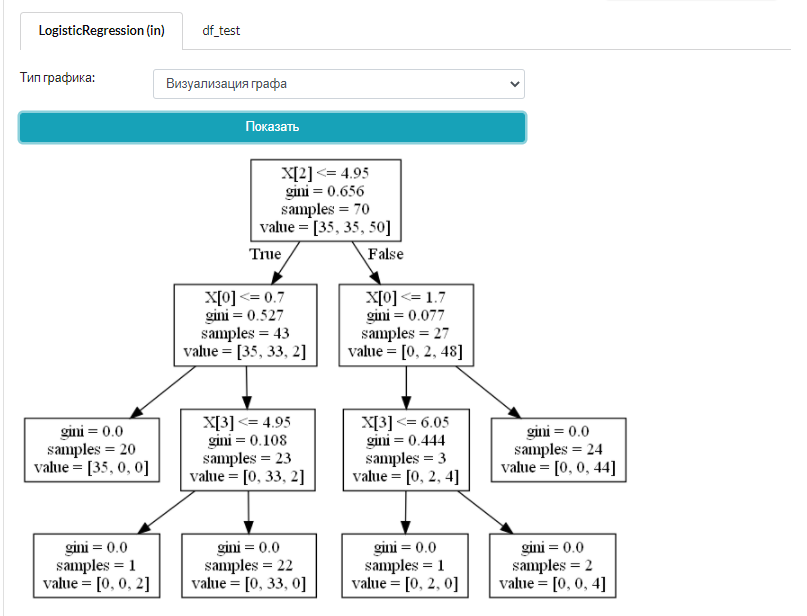 LogisticRegression (in) df_test
Тип графика: Визуализация графа
Показать
X[2] <= 4.95
gini = 0.656
samples = 70
value = [35, 35, 50]
True False
X[0] <= 0.7
gini = 0.527
samples = 43
value = [35, 33, 2]
X[0] <= 1.7
gini = 0.077
samples = 27
value = [0, 2, 48]
gini = 0.0
samples = 20
value = [35, 0, 0]
X[3] <= 4.95
gini = 0.108
samples = 23
value = [0, 33, 2]
X[3] <= 6.05
gini = 0.444
samples = 3
value = [0, 2, 4]
gini = 0.0
samples = 24
value = [0, 0, 44]
gini = 0.0
samples = 1
value = [0, 0, 2]
gini = 0.0
samples = 22
value = [0, 33, 0]
gini = 0.0
samples = 1
value = [0, 2, 0]
gini = 0.0
samples = 2
value = [0, 0, 4]